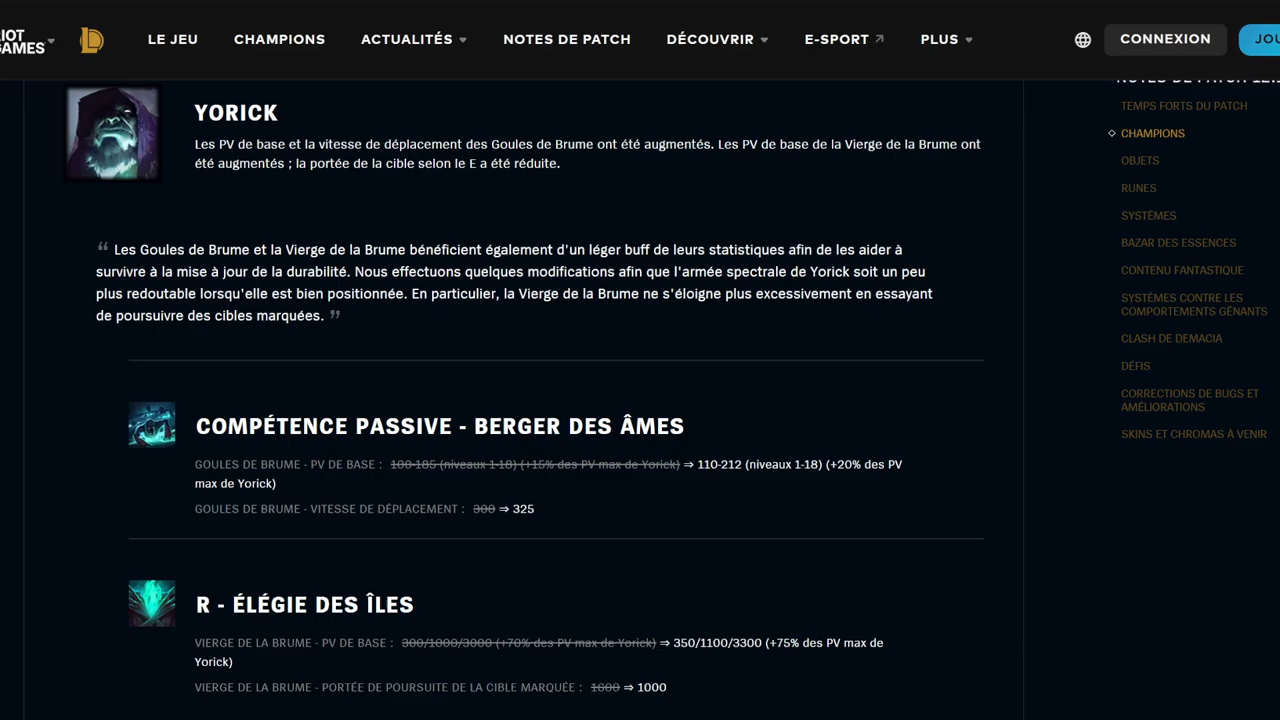 RIOT GAMES LE JEU CHAMPIONS ACTUALITÉS NOTES DE PATCH DÉCOUVRIR E-SPORT PLUS CONNEXION JOU
YORICK
Les PV de base et la vitesse de déplacement des Goules de Brume ont été augmentés. Les PV de base de la Vierge de la Brume ont
été augmentés ; la portée de la cible selon le E a été réduite.
“ Les Goules de Brume et la Vierge de la Brume bénéficient également d'un léger buff de leurs statistiques afin de les aider à
survivre à la mise à jour de la durabilité. Nous effectuons quelques modifications afin que l'armée spectrale de Yorick soit un peu
plus redoutable lorsqu'elle est bien positionnée. En particulier, la Vierge de la Brume ne s'éloigne plus excessivement en essayant
de poursuivre des cibles marquées. ”
COMPÉTENCE PASSIVE - BERGER DES ÂMES
GOULES DE BRUME - PV DE BASE : 100-185 (niveaux 1-18) (+15% des PV max de Yorick) ⇒ 110-212 (niveaux 1-18) (+20% des PV
max de Yorick)
GOULES DE BRUME - VITESSE DE DÉPLACEMENT : 300 ⇒ 325
R - ÉLÉGIE DES ÎLES
VIERGE DE LA BRUME - PV DE BASE : 300/1000/3000 (+70% des PV max de Yorick) ⇒ 350/1100/3300 (+75% des PV max de
Yorick)
VIERGE DE LA BRUME - PORTÉE DE POURSUITE DE LA CIBLE MARQUÉE : 1600 ⇒ 1000
NOTES DE PATCH
TEMPS FORTS DU PATCH
CHAMPIONS
OBJETS
RUNES
SYSTÈMES
BAZAR DES ESSENCES
CONTENU FANTASTIQUE
SYSTÈMES CONTRE LES
COMPORTEMENTS GÊNANTS
CLASH DE DEMACIA
DÉFIS
CORRECTIONS DE BUGS ET
AMÉLIORATIONS
SKINS ET CHROMAS À VENIR